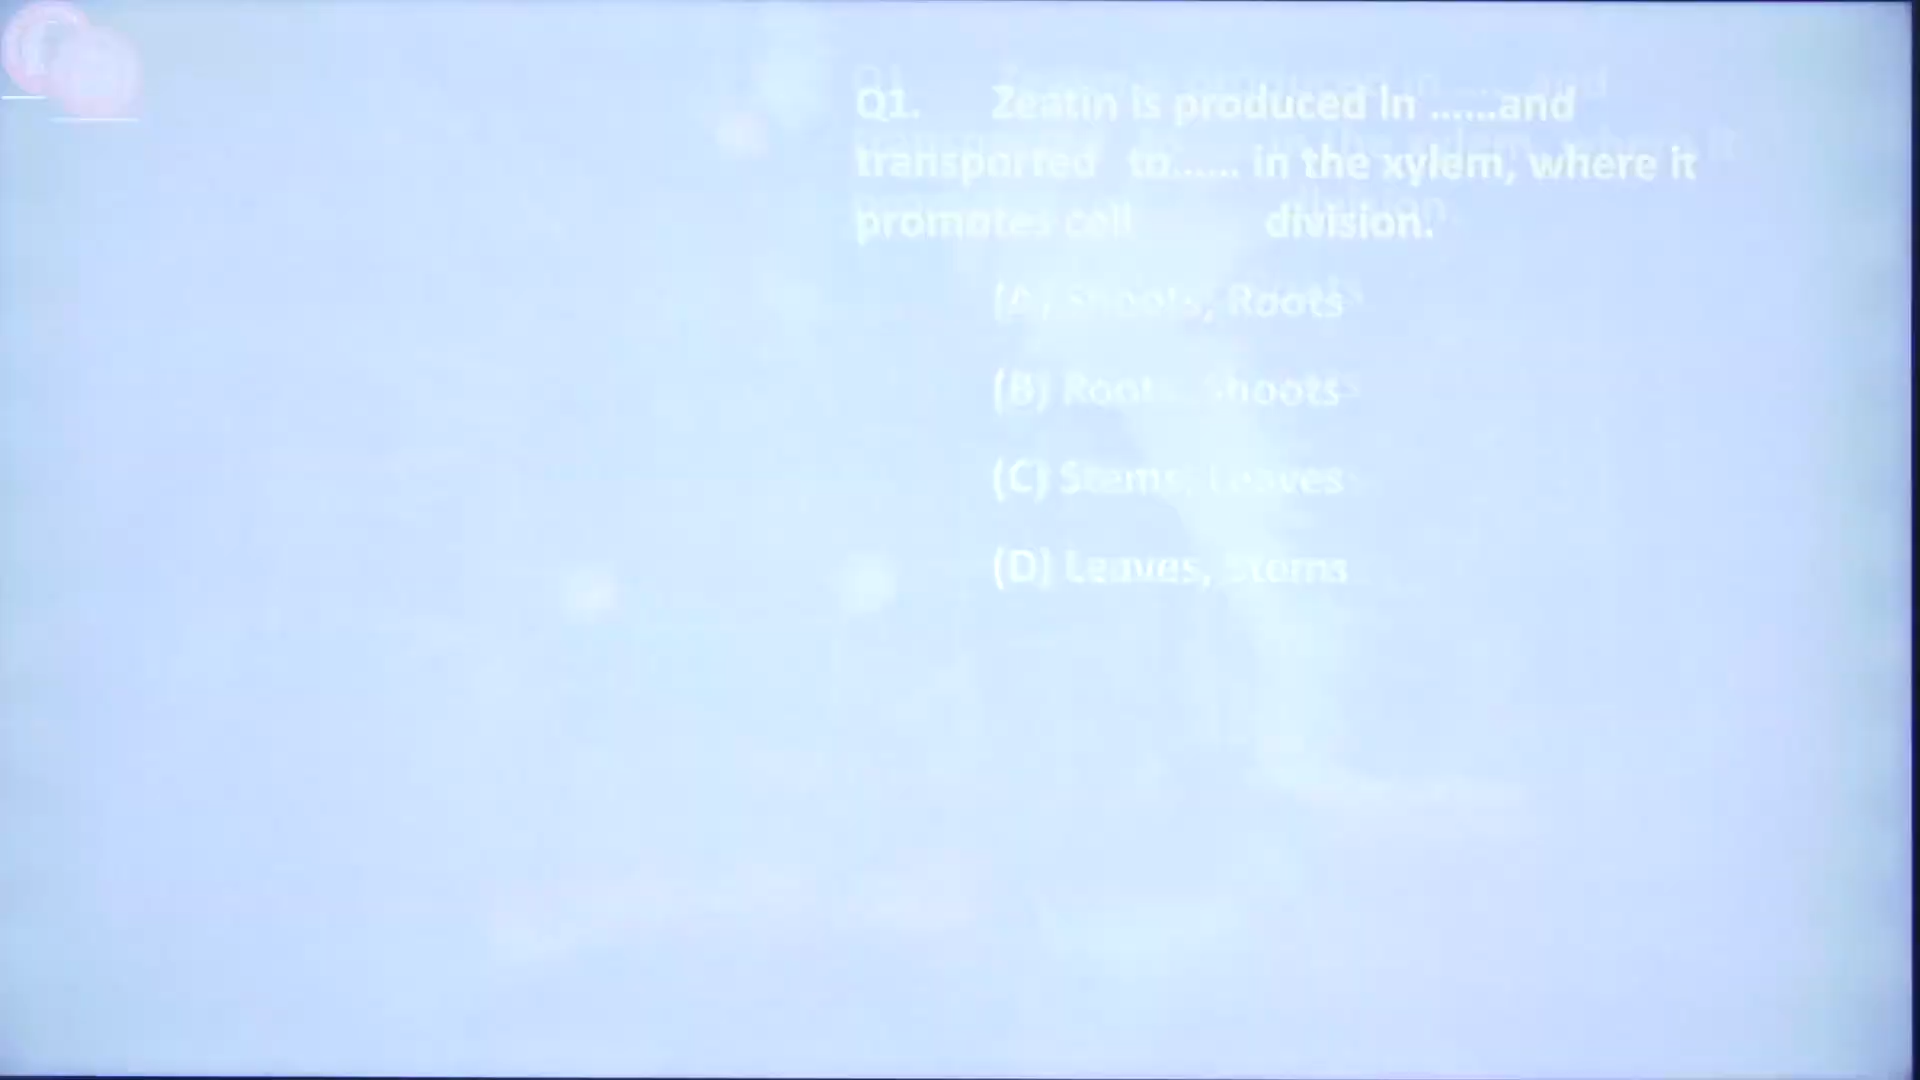 Q1. Zeatin is produced in ......and
transported to...... in the xylem, where it
promotes cell division.
(A) Shoots, Roots
(B) Roots, Shoots
(C) Stems, Leaves
(D) Leaves, Stems